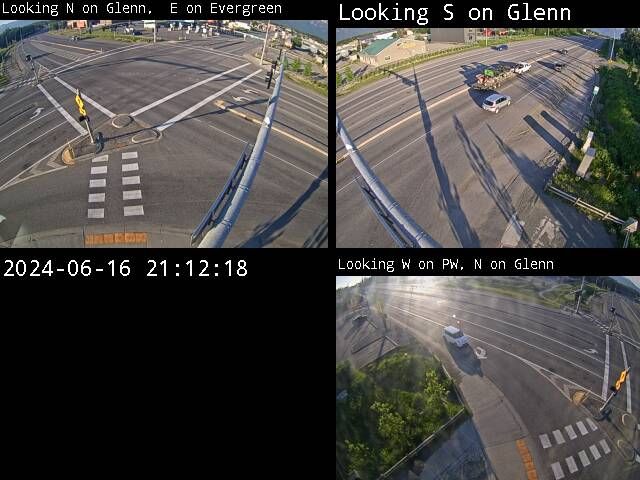 Looking N on Glenn,  E on Evergreen
Looking S on Glenn
2024-06-16 21:12:18
Looking W on PW, N on Glenn